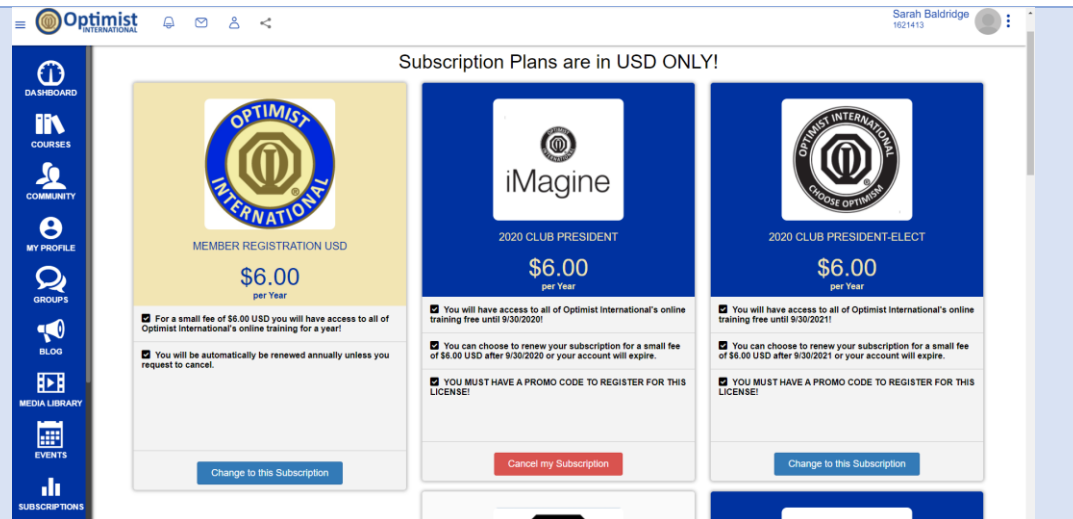 Optimist
INTERNATIONAL
Sarah Baldridge
1621413
DASHBOARD
COURSES
COMMUNITY
MY PROFILE
GROUPS
BLOG
MEDIA LIBRARY
EVENTS
SUBSCRIPTIONS
Subscription Plans are in USD ONLY!
OPTIMIST
INTERNATIONAL
MEMBER REGISTRATION USD
$6.00
per Year
For a small fee of $6.00 USD you will have access to all of
Optimist International's online training for a year!
You will be automatically be renewed annually unless you
request to cancel.
Change to this Subscription
iMagine
2020 CLUB PRESIDENT
$6.00
per Year
You will have access to all of Optimist International's online
training free until 9/30/2020!
You can choose to renew your subscription for a small fee
of $6.00 USD after 9/30/2020 or your account will expire.
YOU MUST HAVE A PROMO CODE TO REGISTER FOR THIS
LICENSE!
Cancel my Subscription
OPTIMIST INTERNATIONAL
CHOOSE OPTIMISM
2020 CLUB PRESIDENT-ELECT
$6.00
per Year
You will have access to all of Optimist International's online
training free until 9/30/2021!
You can choose to renew your subscription for a small fee
of $6.00 USD after 9/30/2021 or your account will expire.
YOU MUST HAVE A PROMO CODE TO REGISTER FOR THIS
LICENSE!
Change to this Subscription